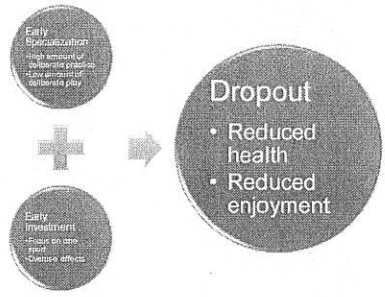 Early
Specialization
•High amount of
deliberate practice
•Low amount of
deliberate play
Early
Investment
•Focus on one
sport
•Overuse effects
Dropout
• Reduced
health
• Reduced
enjoyment